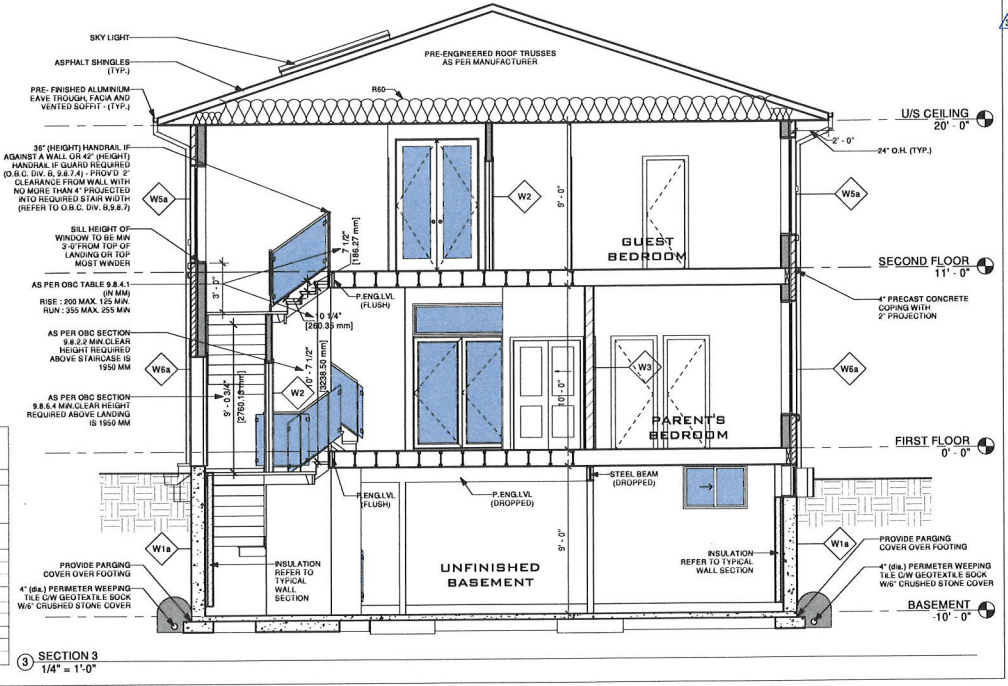 SKY LIGHT
ASPHALT SHINGLES
(TYP.)
PRE- FINISHED ALUMINIUM
EAVE TROUGH, FACIA AND
VENTED SOFFIT - (TYP.)
36" (HEIGHT) HANDRAIL IF
AGAINST A WALL OR 42" (HEIGHT)
HANDRAIL IF GUARD REQUIRED
(O.B.C. DIV. B, 9.8.7.4) - PROV'D 2"
CLEARANCE FROM WALL WITH
NO MORE THAN 4" PROJECTED
INTO REQUIRED STAIR WIDTH
(REFER TO O.B.C. DIV. B,9.8.7)
W5a
SILL HEIGHT OF
WINDOW TO BE MIN
3'-0"FROM TOP OF
LANDING OR TOP
MOST WINDER
AS PER OBC TABLE 9.8.4.1
(IN MM)
RISE : 200 MAX. 125 MIN.
RUN : 355 MAX. 255 MIN
AS PER OBC SECTION
9.8.2.2 MIN.CLEAR
HEIGHT REQUIRED
ABOVE STAIRCASE IS
1950 MM
W6a
AS PER OBC SECTION
9.8.6.4 MIN.CLEAR HEIGHT
REQUIRED ABOVE LANDING
IS 1950 MM
W1a
PROVIDE PARGING
COVER OVER FOOTING
4" (dia.) PERIMETER WEEPING
TILE C/W GEOTEXTILE SOCK
W/6" CRUSHED STONE COVER
PRE-ENGINEERED ROOF TRUSSES
AS PER MANUFACTURER
R60
W2
9' - 0"
GUEST
BEDROOM
7 1/2"
[186.27 mm]
3' - 0"
P.ENG.LVL
(FLUSH)
10 1/4"
[260.35 mm]
10' - 7 1/2"
[3238.50 mm]
9' - 0 3/4"
[2760.13 mm]
W2
10' - 0"
W3
PARENT'S
BEDROOM
P.ENG.LVL
(FLUSH)
P.ENG.LVL
(DROPPED)
STEEL BEAM
(DROPPED)
9' - 0"
INSULATION
REFER TO
TYPICAL
WALL
SECTION
UNFINISHED
BASEMENT
INSULATION
REFER TO TYPICAL
WALL SECTION
U/S CEILING
20' - 0"
2' - 0"
24" O.H. (TYP.)
W5a
SECOND FLOOR
11' - 0"
4" PRECAST CONCRETE
COPING WITH
2" PROJECTION
W6a
FIRST FLOOR
0' - 0"
W1a
PROVIDE PARGING
COVER OVER FOOTING
4" (dia.) PERIMETER WEEPING
TILE C/W GEOTEXTILE SOCK
W/6" CRUSHED STONE COVER
BASEMENT
-10' - 0"
3 SECTION 3
1/4" = 1'-0"